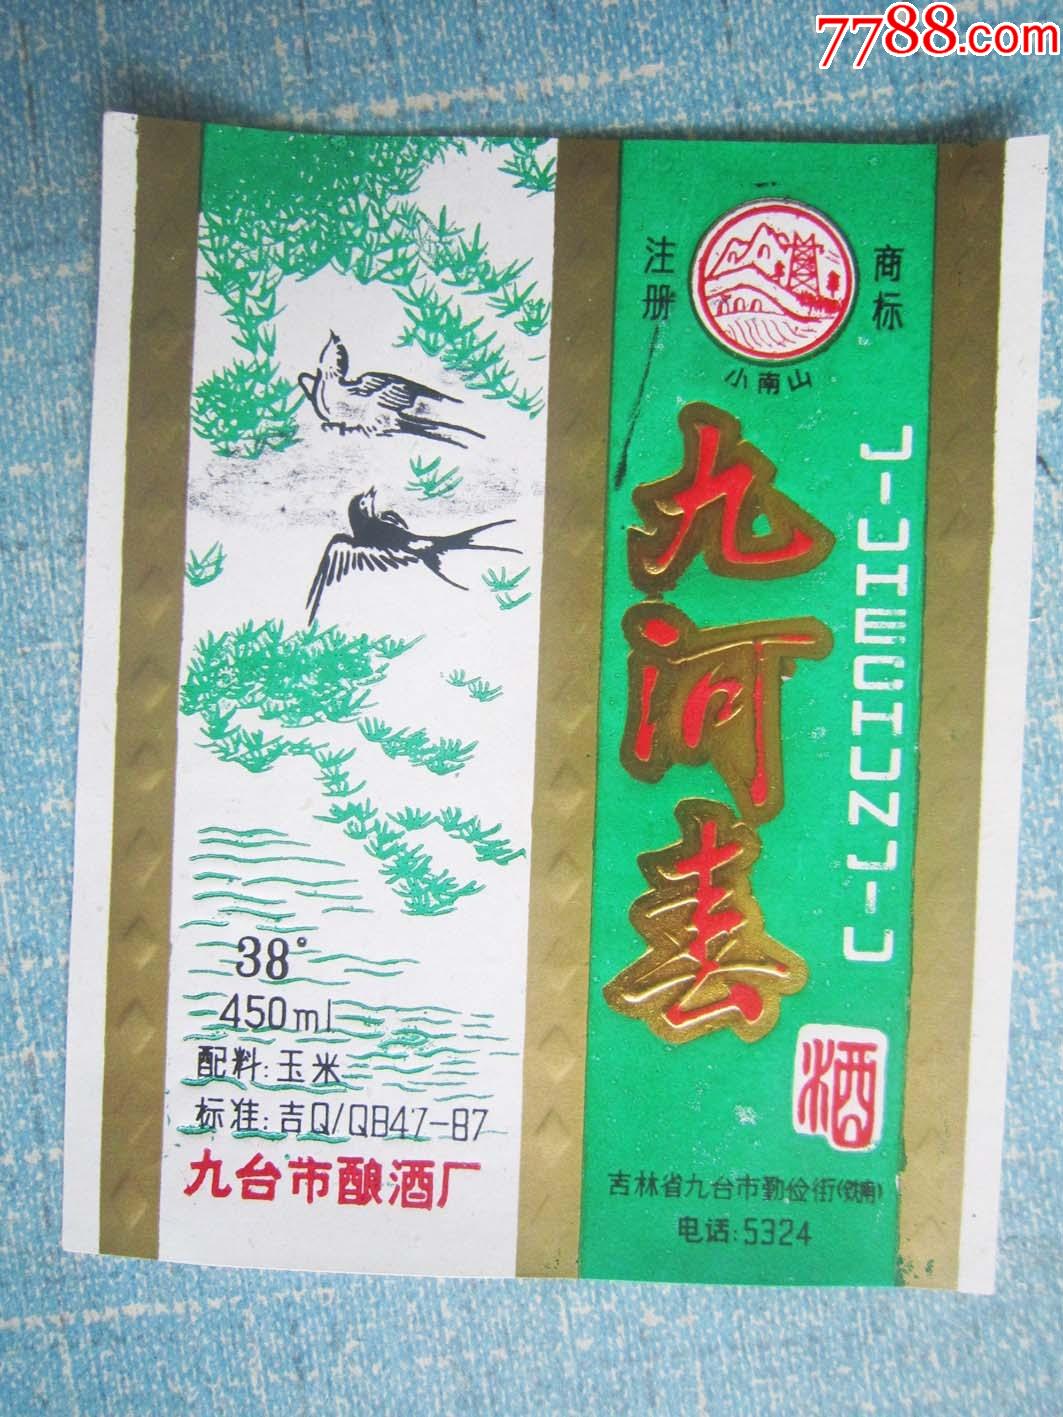 7788.com
注册
商标
小南山
九河春
JIUHECHUNJIU
酒
38°
450ml
配料:玉米
标准:吉Q/QB47-87
九台市酿酒厂
吉林省九台市勤俭街(铁南)
电话:5324